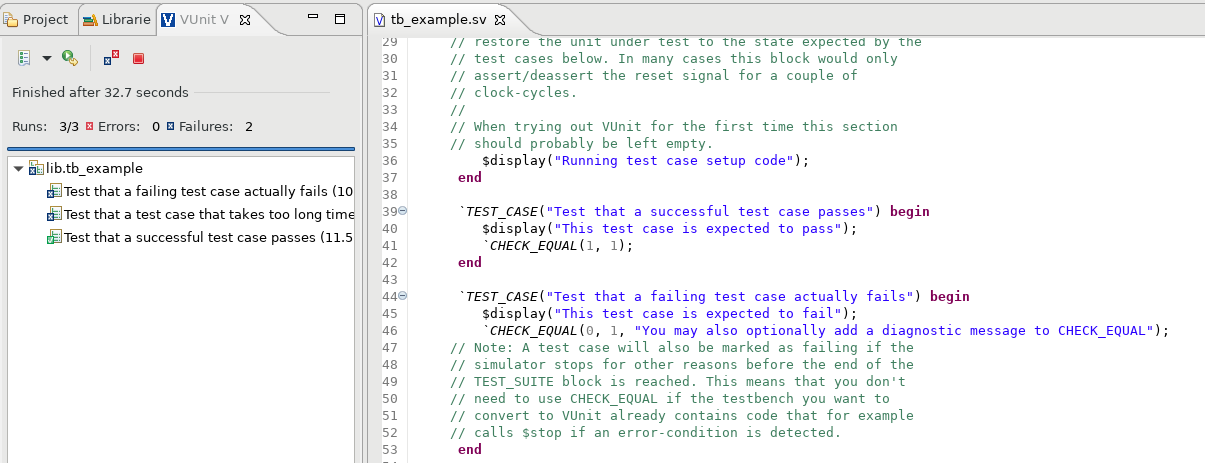 Project Librarie VUnit V
Finished after 32.7 seconds
Runs: 3/3 Errors: 0 Failures: 2
lib.tb_example
Test that a failing test case actually fails (10
Test that a test case that takes too long time
Test that a successful test case passes (11.5
tb_example.sv
29 // restore the unit under test to the state expected by the
30 // test cases below. In many cases this block would only
31 // assert/deassert the reset signal for a couple of
32 // clock-cycles.
33 //
34 // When trying out VUnit for the first time this section
35 // should probably be left empty.
36 $display("Running test case setup code");
37 end
38
39 `TEST_CASE("Test that a successful test case passes") begin
40 $display("This test case is expected to pass");
41 `CHECK_EQUAL(1, 1);
42 end
43
44 `TEST_CASE("Test that a failing test case actually fails") begin
45 $display("This test case is expected to fail");
46 `CHECK_EQUAL(0, 1, "You may also optionally add a diagnostic message to CHECK_EQUAL");
47 // Note: A test case will also be marked as failing if the
48 // simulator stops for other reasons before the end of the
49 // TEST_SUITE block is reached. This means that you don't
50 // need to use CHECK_EQUAL if the testbench you want to
51 // convert to VUnit already contains code that for example
52 // calls $stop if an error-condition is detected.
53 end